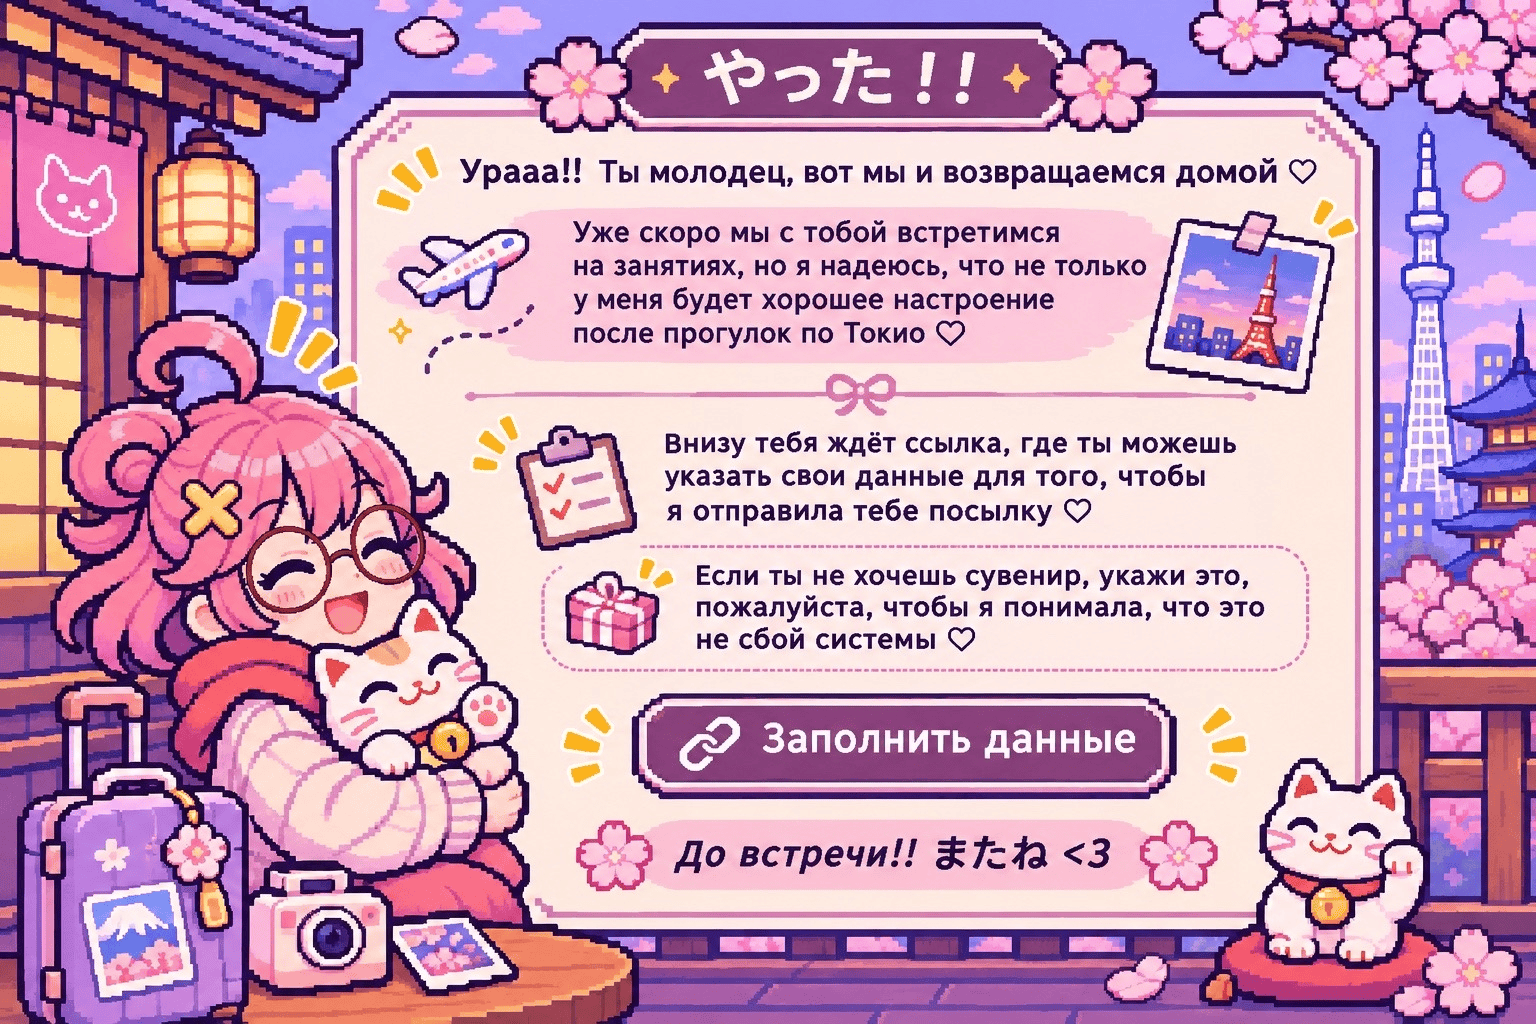 やった!!
Урааа!! Ты молодец, вот мы и возвращаемся домой ♡
Уже скоро мы с тобой встретимся
на занятиях, но я надеюсь, что не только
у меня будет хорошее настроение
после прогулок по Токио ♡
Внизу тебя ждёт ссылка, где ты можешь
указать свои данные для того, чтобы
я отправила тебе посылку ♡
Если ты не хочешь сувенир, укажи это,
пожалуйста, чтобы я понимала, что это
не сбой системы ♡
Заполнить данные
До встречи!! またね <3